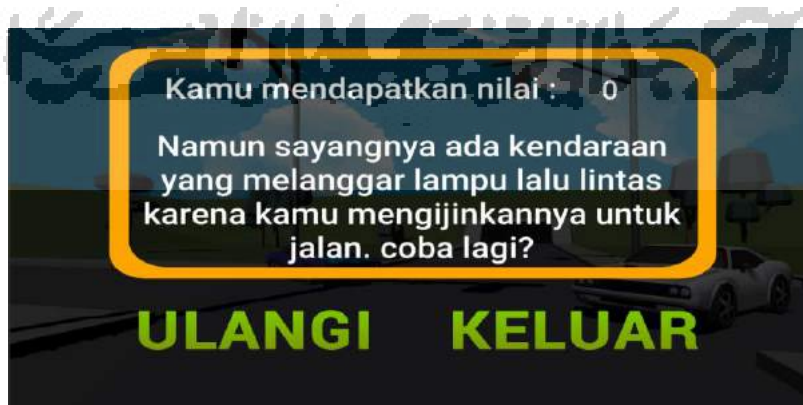 Kamu mendapatkan nilai : 0
Namun sayangnya ada kendaraan
yang melanggar lampu lalu lintas
karena kamu mengijinkannya untuk
jalan. coba lagi?
ULANGI KELUAR